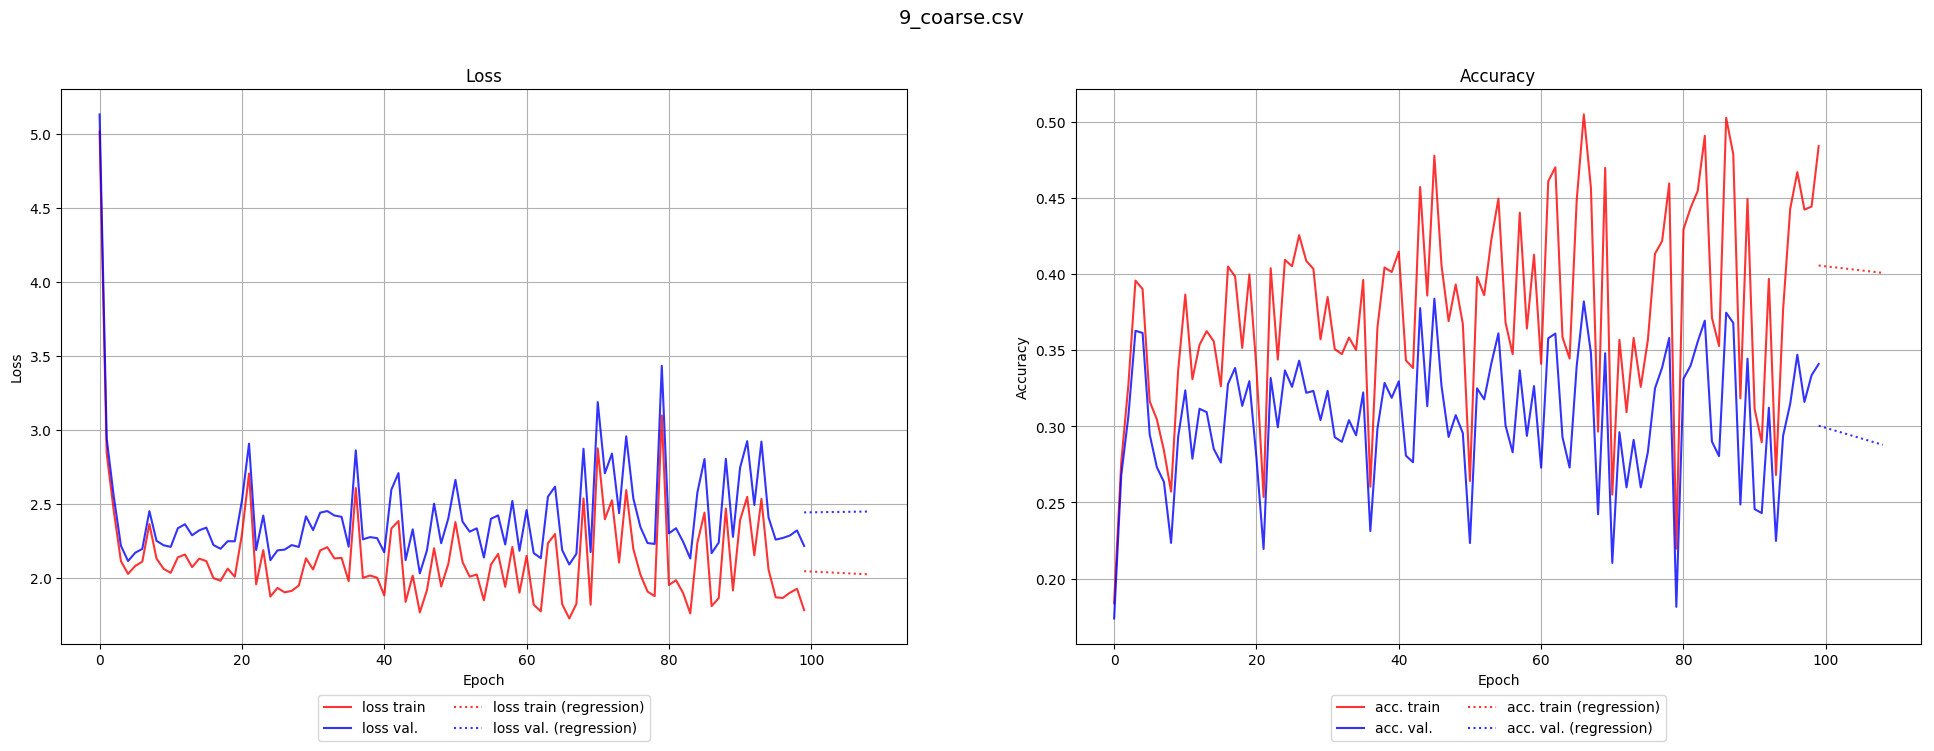 9_coarse.csv
Loss
5.0
4.5
4.0
3.5
3.0
2.5
2.0
Loss
0 20 40 60 80 100
Epoch
loss train loss train (regression)
loss val. loss val. (regression)
Accuracy
0.50
0.45
0.40
0.35
0.30
0.25
0.20
Accuracy
0 20 40 60 80 100
Epoch
acc. train acc. train (regression)
acc. val. acc. val. (regression)